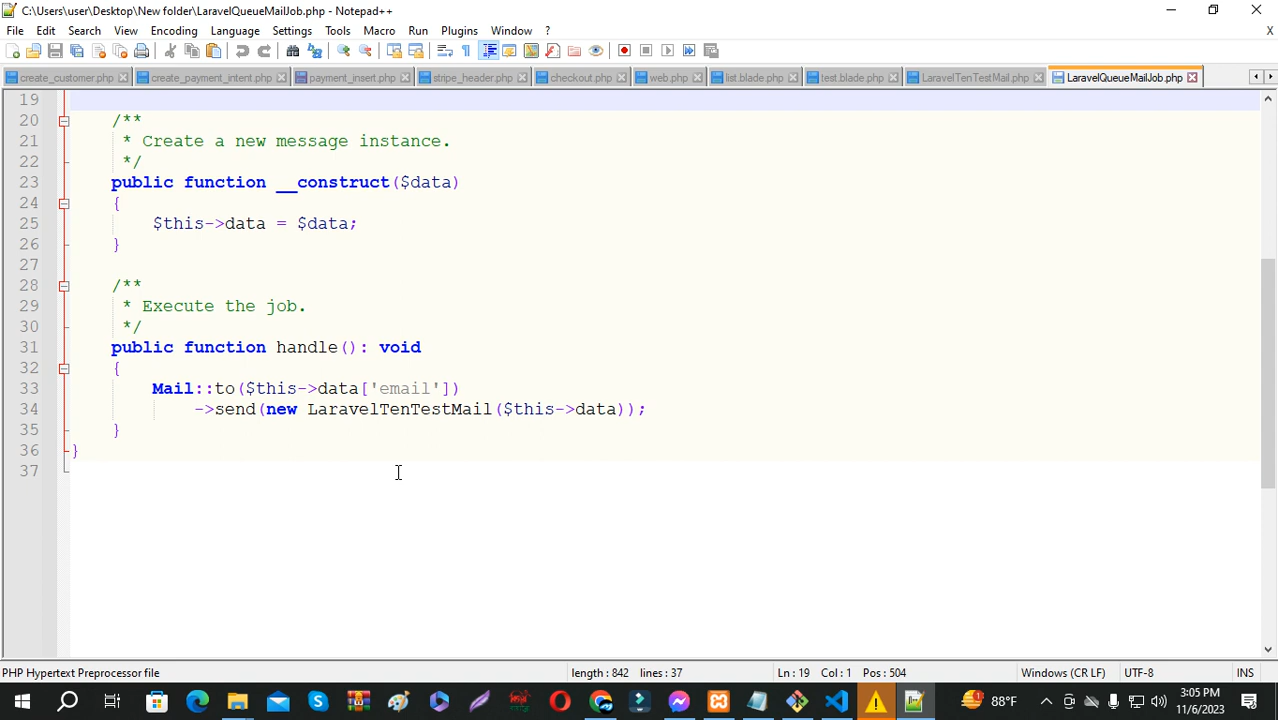 C:\Users\user\Desktop\New folder\LaravelQueueMailJob.php - Notepad++
File Edit Search View Encoding Language Settings Tools Macro Run Plugins Window ? X
create_customer.php create_payment_intent.php payment_insert.php stripe_header.php checkout.php web.php list.blade.php test.blade.php LaravelTenTestMail.php LaravelQueueMailJob.php
19
20 /**
21 * Create a new message instance.
22 */
23 public function __construct($data)
24 {
25 $this->data = $data;
26 }
27
28 /**
29 * Execute the job.
30 */
31 public function handle(): void
32 {
33 Mail::to($this->data['email'])
34 ->send(new LaravelTenTestMail($this->data));
35 }
36 }
37
PHP Hypertext Preprocessor file length : 842 lines : 37 Ln : 19 Col : 1 Pos : 504 Windows (CR LF) UTF-8 INS
1 88°F 3:05 PM
11/6/2023